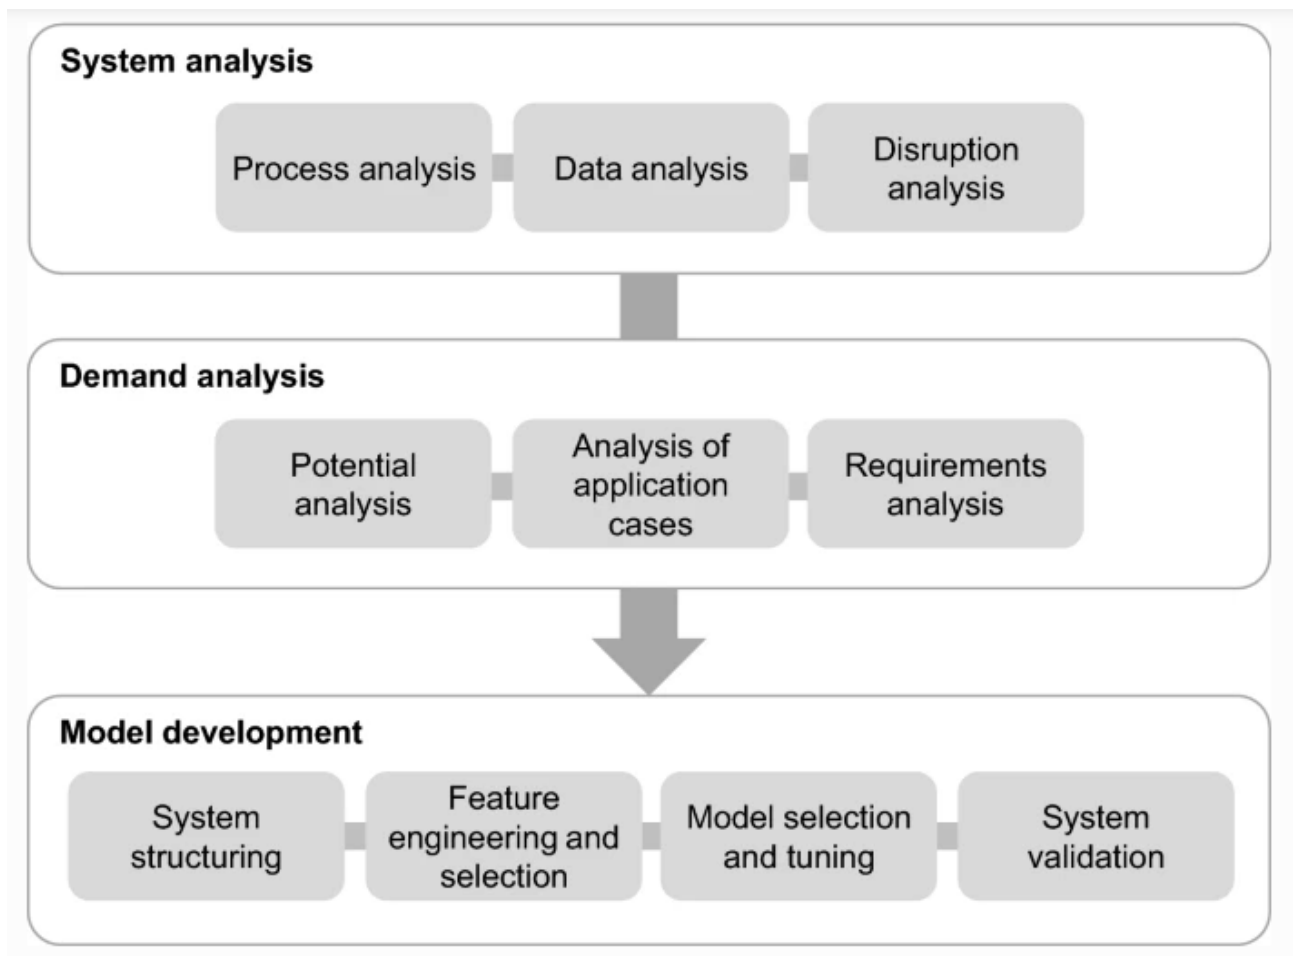 System analysis
Process analysis
Data analysis
Disruption
analysis
Demand analysis
Potential
analysis
Analysis of
application
cases
Requirements
analysis
Model development
System
structuring
Feature
engineering and
selection
Model selection
and tuning
System
validation